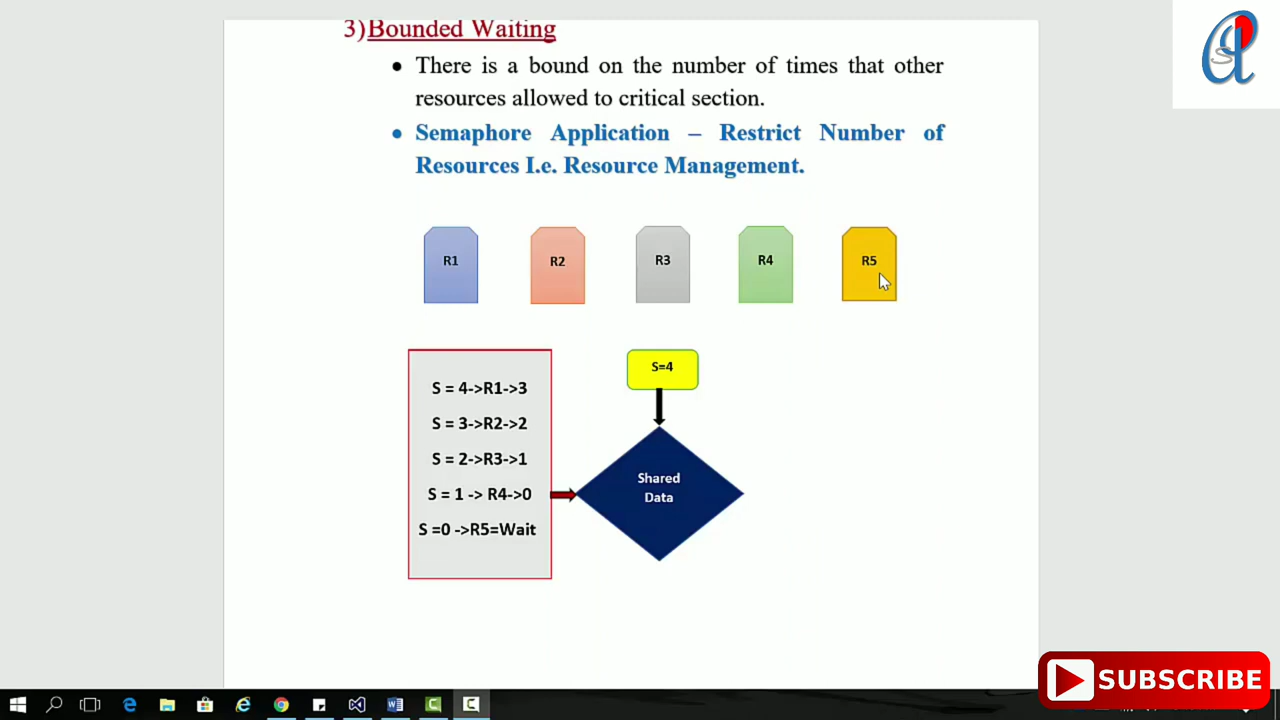 3)Bounded Waiting
• There is a bound on the number of times that other
resources allowed to critical section.
• Semaphore Application – Restrict Number of
Resources I.e. Resource Management.
R1
R2
R3
R4
R5
S = 4->R1->3
S = 3->R2->2
S = 2->R3->1
S = 1 -> R4->0
S =0 ->R5=Wait
S=4
Shared
Data
SUBSCRIBE